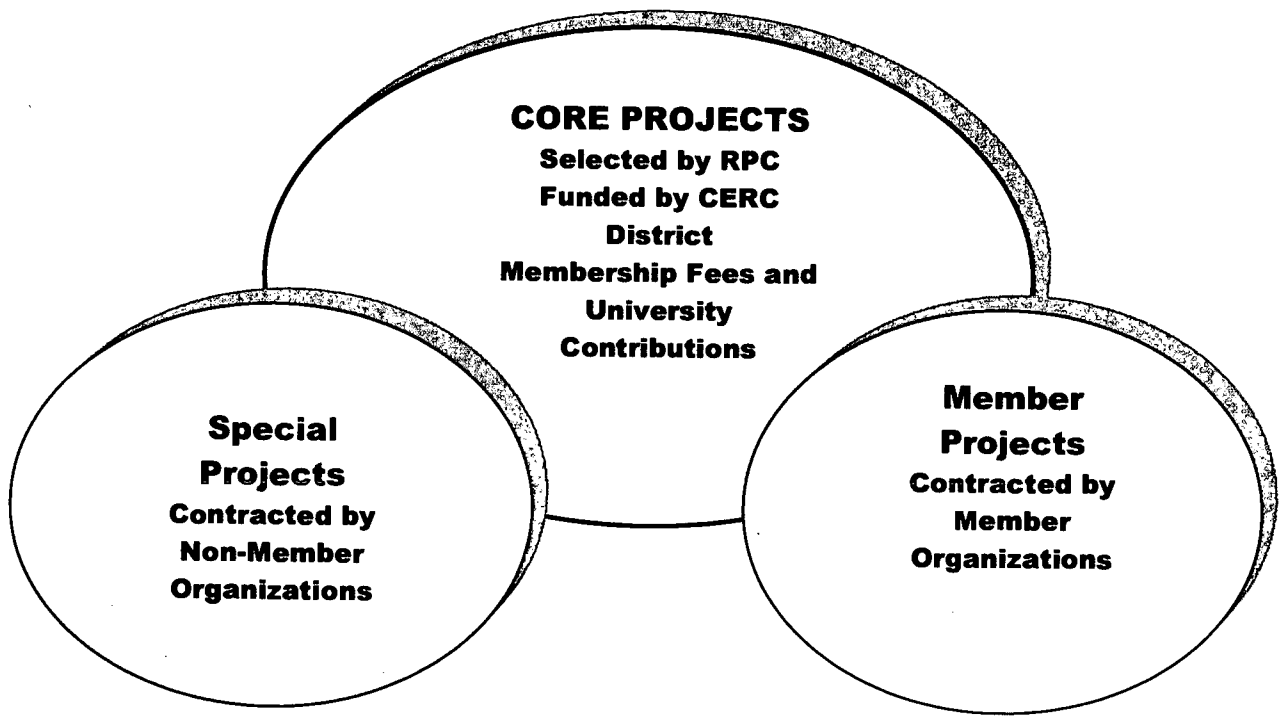 CORE PROJECTS
Selected by RPC
Funded by CERC
District
Membership Fees and
University
Contributions
Special
Projects
Contracted by
Non-Member
Organizations
Member
Projects
Contracted by
Member
Organizations